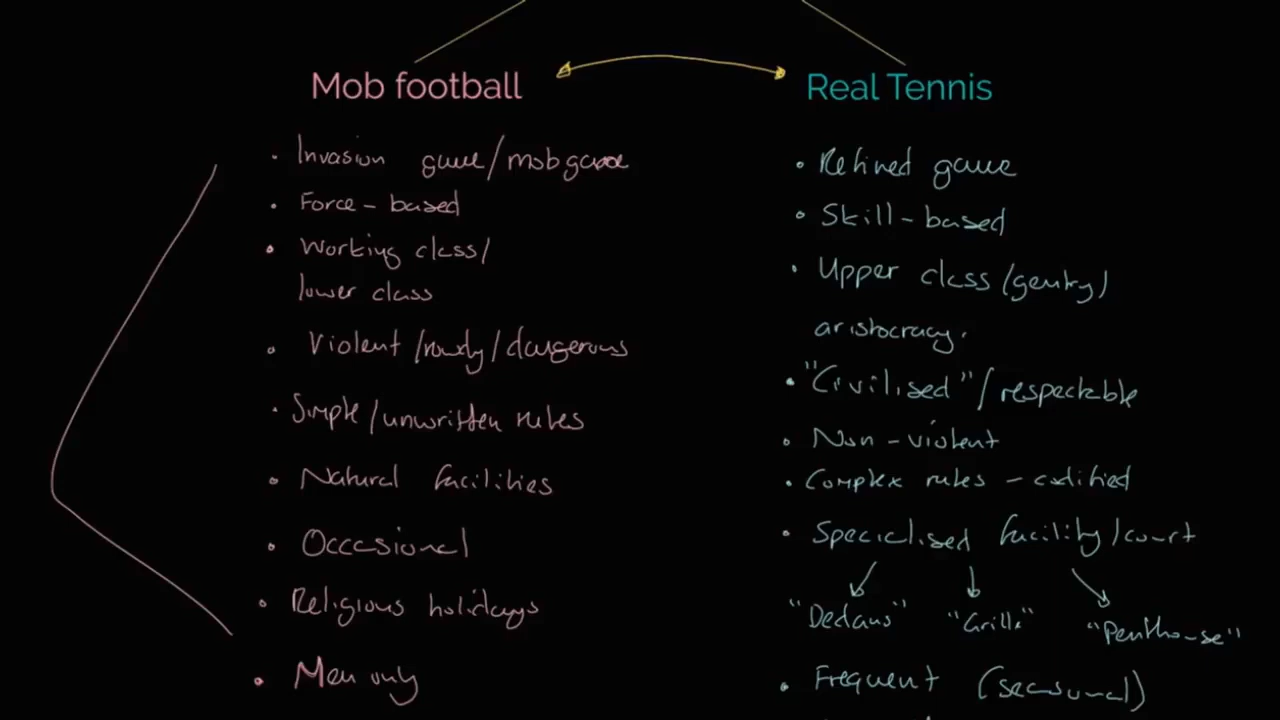 Mob football
• Invasion game/mob game
• Force-based
• Working class/
lower class
• Violent/rowdy/dangerous
• Simple/unwritten rules
• Natural facilities
• Occasional
• Religious holidays
• Men only
Real Tennis
• Refined game
• Skill-based
• Upper class/gentry/
aristocracy.
• "Civilised"/respectable
• Non-violent
• Complex rules - codified
• Specialised facility/court
"Dedans" "Grille" "Penthouse"
• Frequent (seasonal)